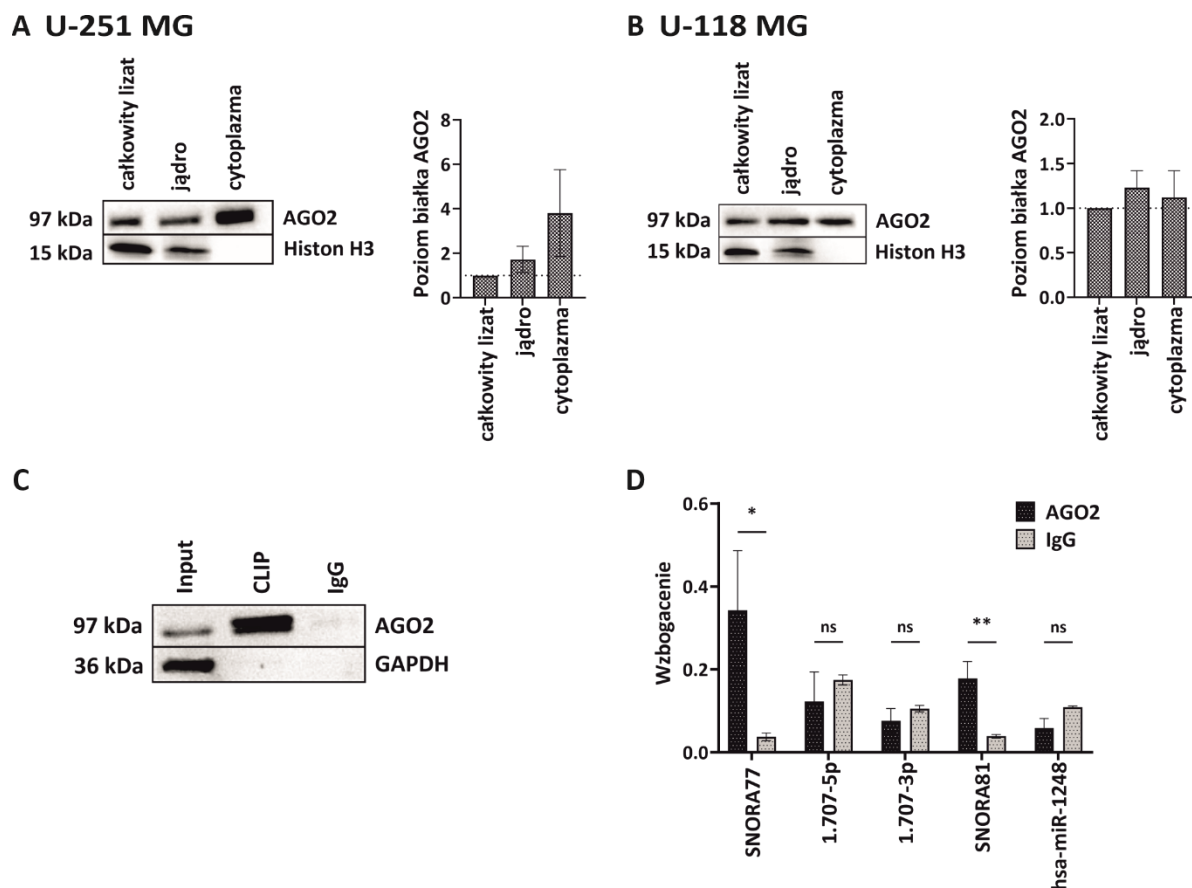 A U-251 MG
całkowity lizat
jądro
cytoplazma
97 kDa
AGO2
15 kDa
Histon H3
Poziom białka AGO2
8
6
4
2
0
całkowity lizat
jądro
cytoplazma
B U-118 MG
całkowity lizat
jądro
cytoplazma
97 kDa
AGO2
15 kDa
Histon H3
Poziom białka AGO2
2.0
1.5
1.0
0.5
0.0
całkowity lizat
jądro
cytoplazma
C
Input
CLIP
IgG
97 kDa
AGO2
36 kDa
GAPDH
D
AGO2
IgG
Wzbogacenie
0.6
0.4
0.2
0.0
*
ns
ns
**
ns
SNORA77
1.707-5p
1.707-3p
SNORA81
hsa-miR-1248